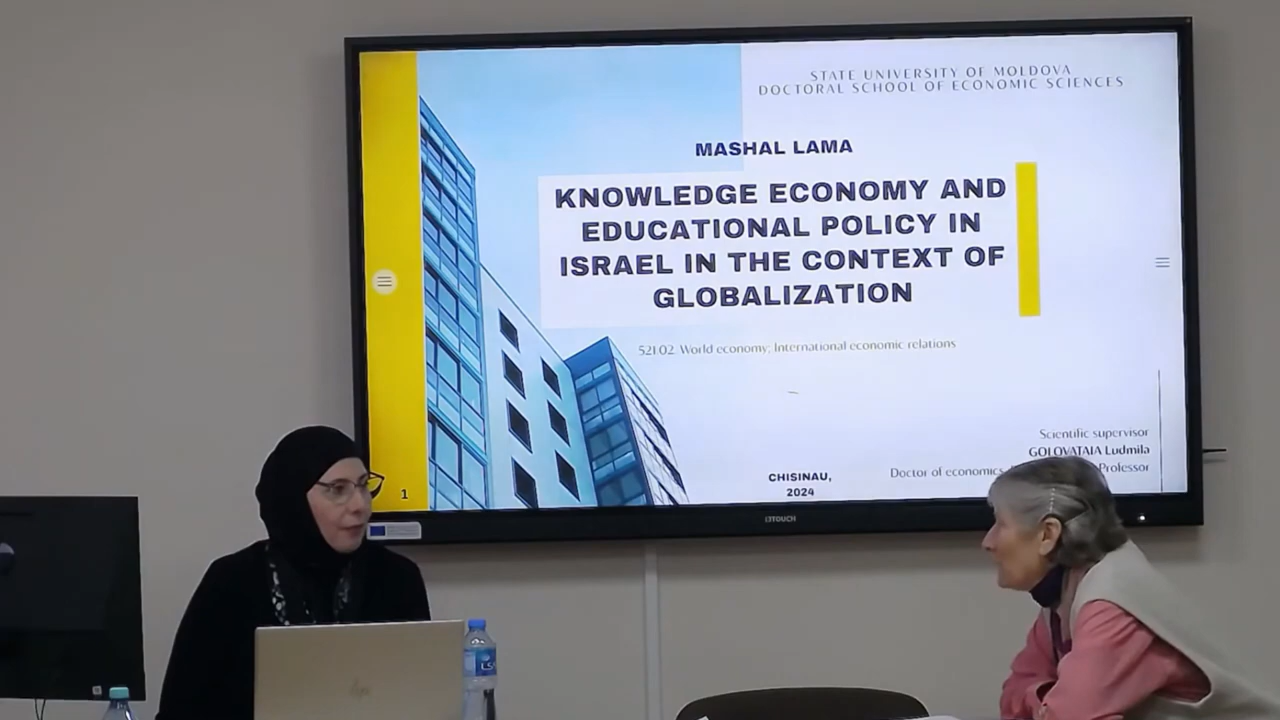 STATE UNIVERSITY OF MOLDOVA
DOCTORAL SCHOOL OF ECONOMIC SCIENCES
MASHAL LAMA
KNOWLEDGE ECONOMY AND
EDUCATIONAL POLICY IN
ISRAEL IN THE CONTEXT OF
GLOBALIZATION
521.02. World economy; International economic relations
Scientific supervisor
GOLOVATAIA Ludmila
Doctor of economics,
Professor
CHISINAU,
2024
1
I3TOUCH
hp